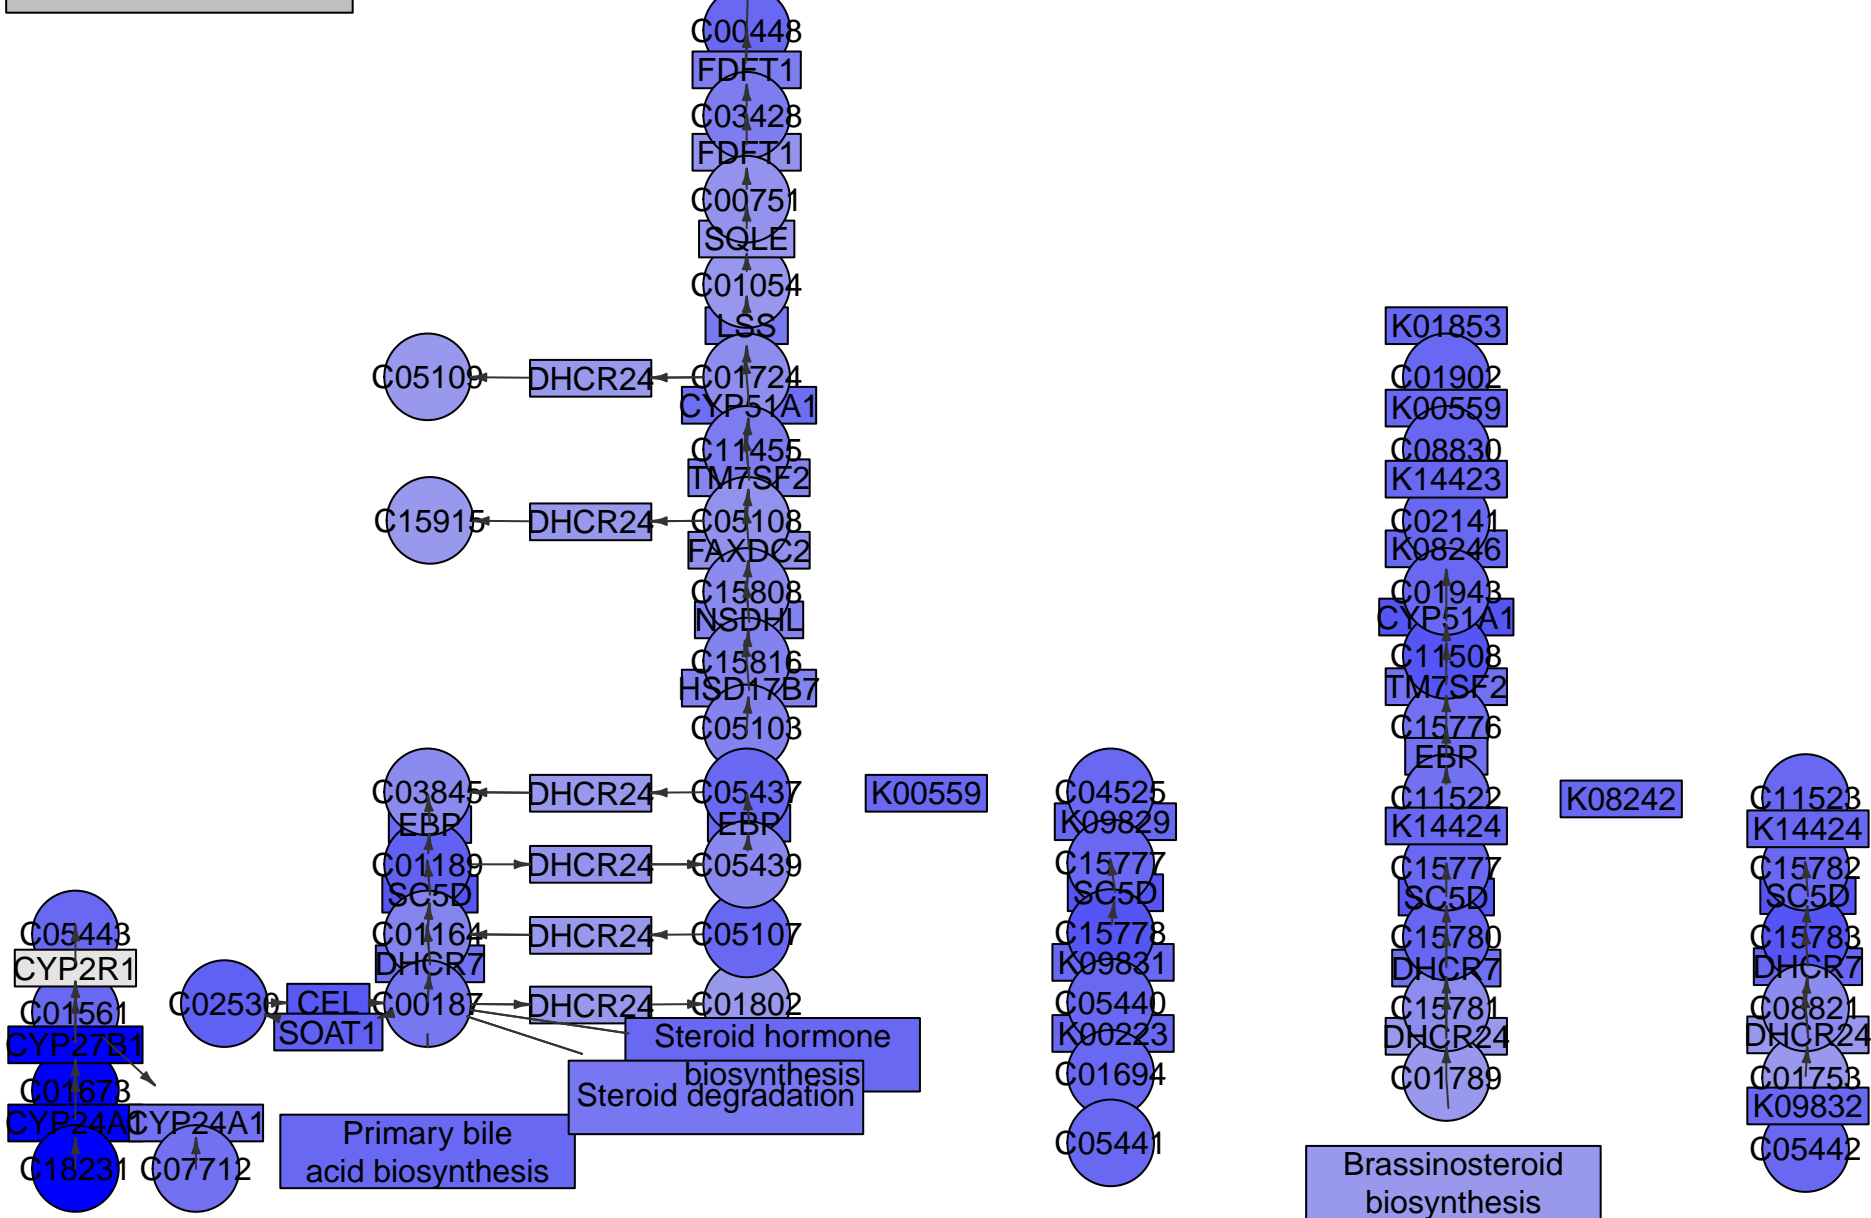 C00448
FDFT1
C03428
FDFT1
C00751
SQLE
C01054
LSS
C05109
DHCR24
C01724
CYP51A1
C11455
TM7SF2
C15915
DHCR24
C05108
FAXDC2
C15808
NSDHL
C15816
HSD17B7
C05103
C03845
DHCR24
C05437
EBP
EBP
C01189
DHCR24
C05439
SC5D
C01164
DHCR24
C05107
DHCR7
C02530
CEL
SOAT1
C00187
DHCR24
C01802
C05443
CYP2R1
C01561
CYP27B1
C01673
CYP24A1
CYP24A1
C18231
C07712
Steroid hormone
biosynthesis
Steroid degradation
Primary bile
acid biosynthesis
K00559
C04525
K09829
C15777
SC5D
C15778
K09831
C05440
K00223
C01694
C05441
K01853
C01902
K00559
C08830
K14423
C02141
K08246
C01943
CYP51A1
C11508
TM7SF2
C15776
EBP
C11522
K14424
C15777
SC5D
C15780
DHCR7
C15781
DHCR24
C01789
Brassinosteroid
biosynthesis
K08242
C11523
K14424
C15782
SC5D
C15783
DHCR7
C08821
DHCR24
C01753
K09832
C05442